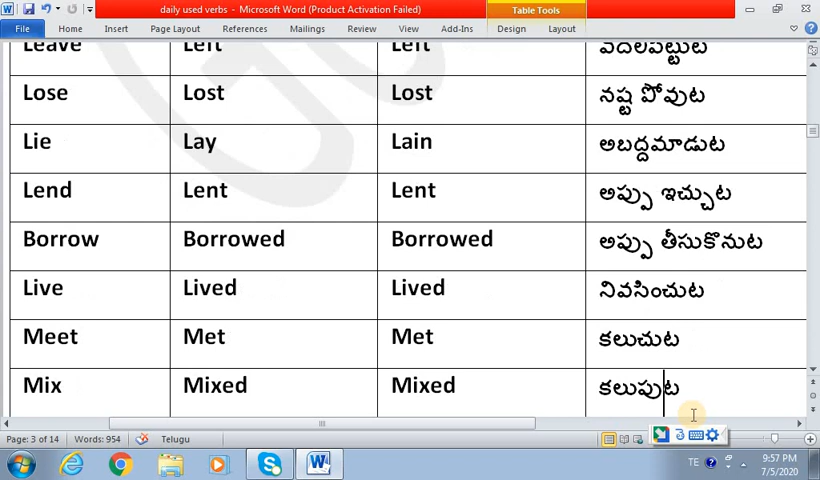 daily used verbs - Microsoft Word (Product Activation Failed)
Table Tools
File Home Insert Page Layout References Mailings Review View Add-Ins Design Layout
Leave Left Left వదలిపెట్టుట
Lose Lost Lost నష్ట పోవుట
Lie Lay Lain అబద్దమాడుట
Lend Lent Lent అప్పు ఇచ్చుట
Borrow Borrowed Borrowed అప్పు తీసుకొనుట
Live Lived Lived నివసించుట
Meet Met Met కలుచుట
Mix Mixed Mixed కలుపుట
Page: 3 of 14 Words: 954 Telugu
TE 9:57 PM
7/5/2020